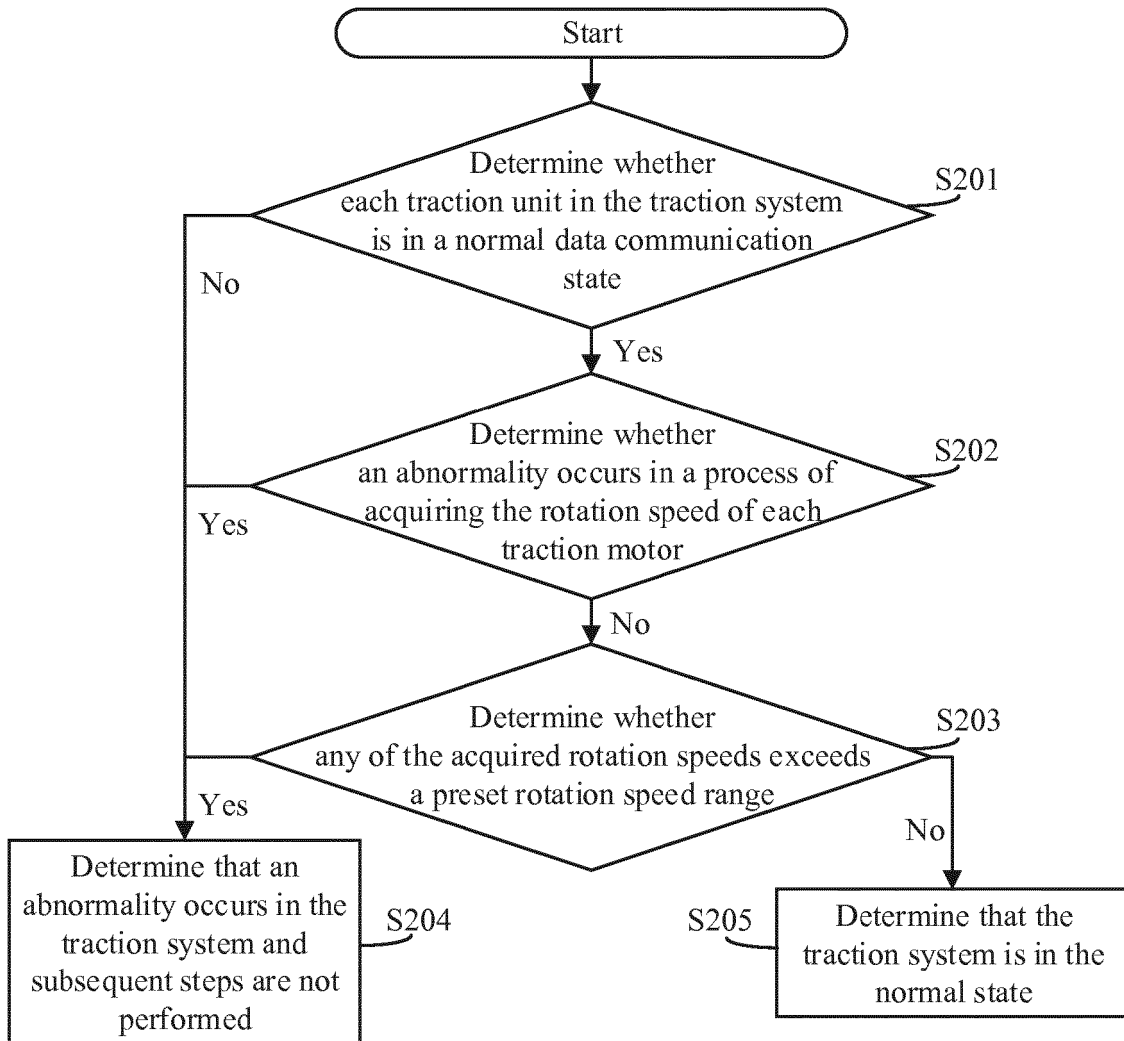 Start
Determine whether
each traction unit in the traction system
is in a normal data communication
state
S201
No
Yes
Determine whether
an abnormality occurs in a process of
acquiring the rotation speed of each
traction motor
S202
Yes
No
Determine whether
any of the acquired rotation speeds exceeds
a preset rotation speed range
S203
Yes
No
Determine that an
abnormality occurs in the
traction system and
subsequent steps are not
performed
S204
S205
Determine that the
traction system is in the
normal state